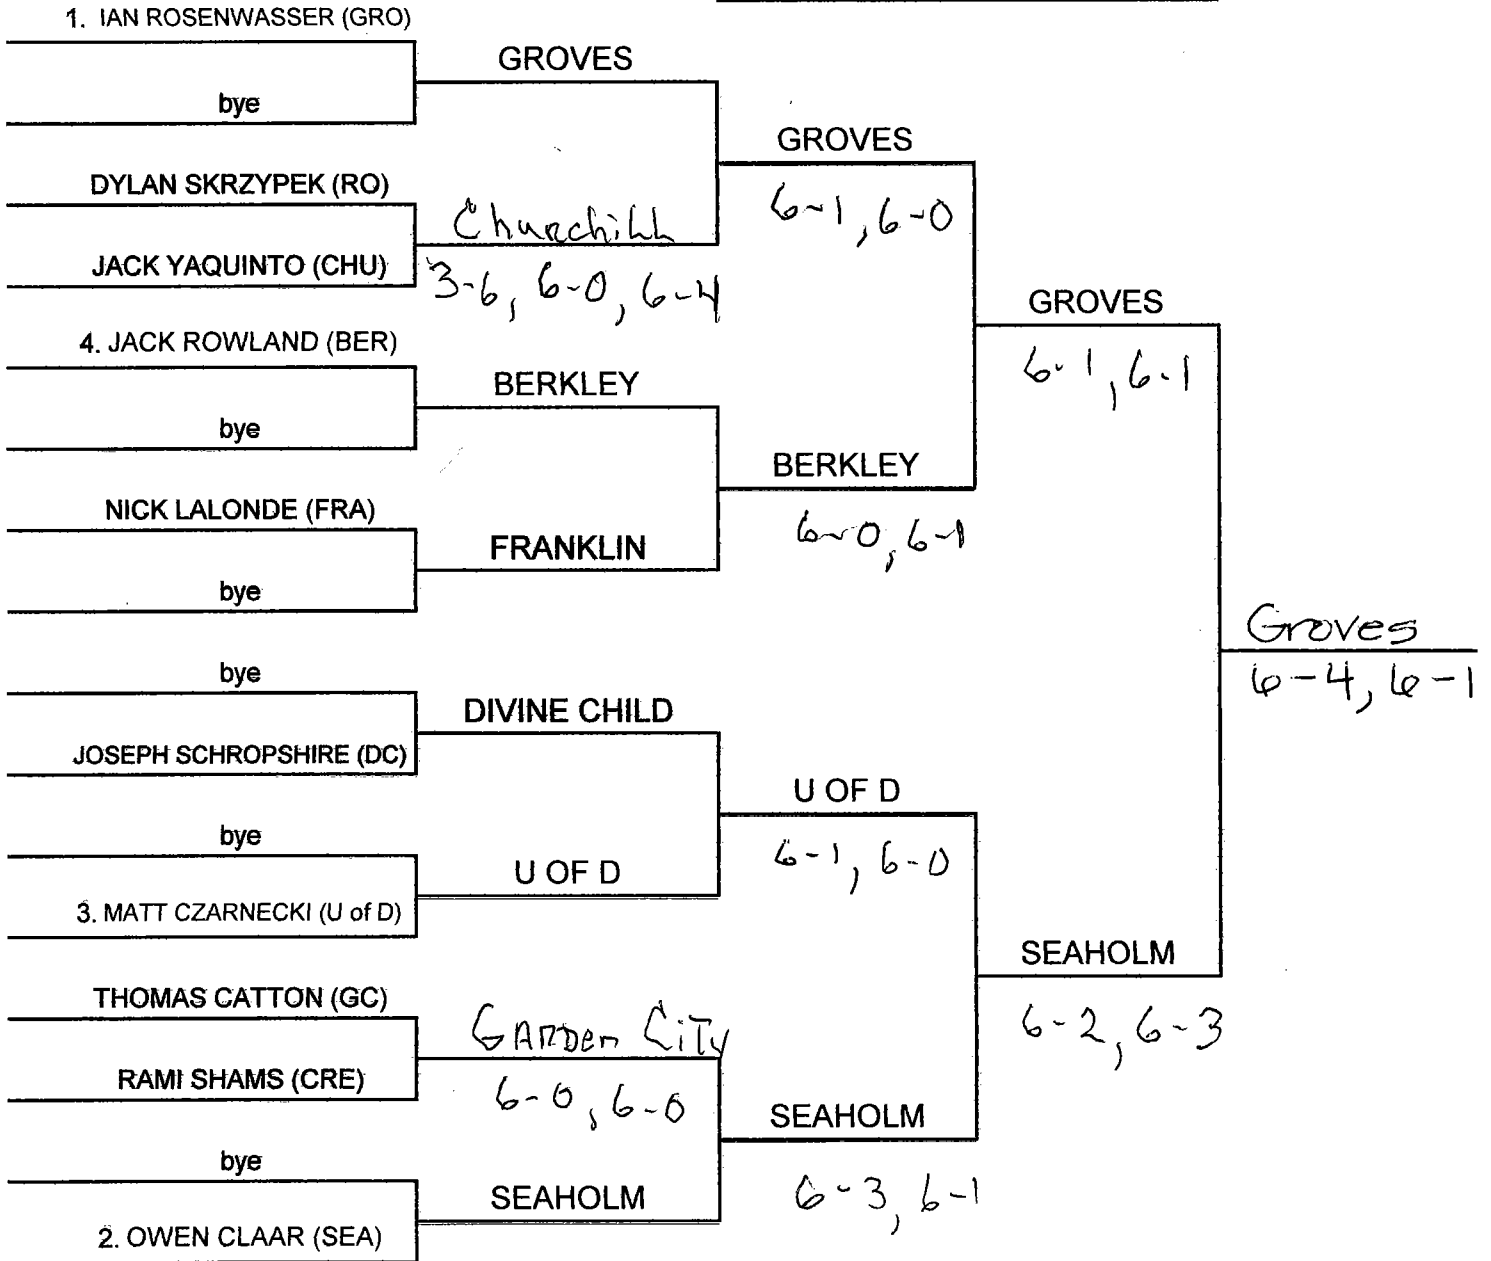 1. IAN ROSENWASSER (GRO)
bye
DYLAN SKRZYPEK (RO)
JACK YAQUINTO (CHU)
4. JACK ROWLAND (BER)
bye
NICK LALONDE (FRA)
bye
bye
JOSEPH SCHROPSHIRE (DC)
bye
3. MATT CZARNECKI (U of D)
THOMAS CATTON (GC)
RAMI SHAMS (CRE)
bye
2. OWEN CLAAR (SEA)
GROVES
Churchill
3-6, 6-0, 6-4
BERKLEY
FRANKLIN
DIVINE CHILD
U OF D
GARDEN CITY
6-0, 6-0
SEAHOLM
GROVES
6-1, 6-0
BERKLEY
6-0, 6-1
U OF D
6-1, 6-0
SEAHOLM
6-3, 6-1
GROVES
6-1, 6-1
SEAHOLM
6-2, 6-3
Groves
6-4, 6-1